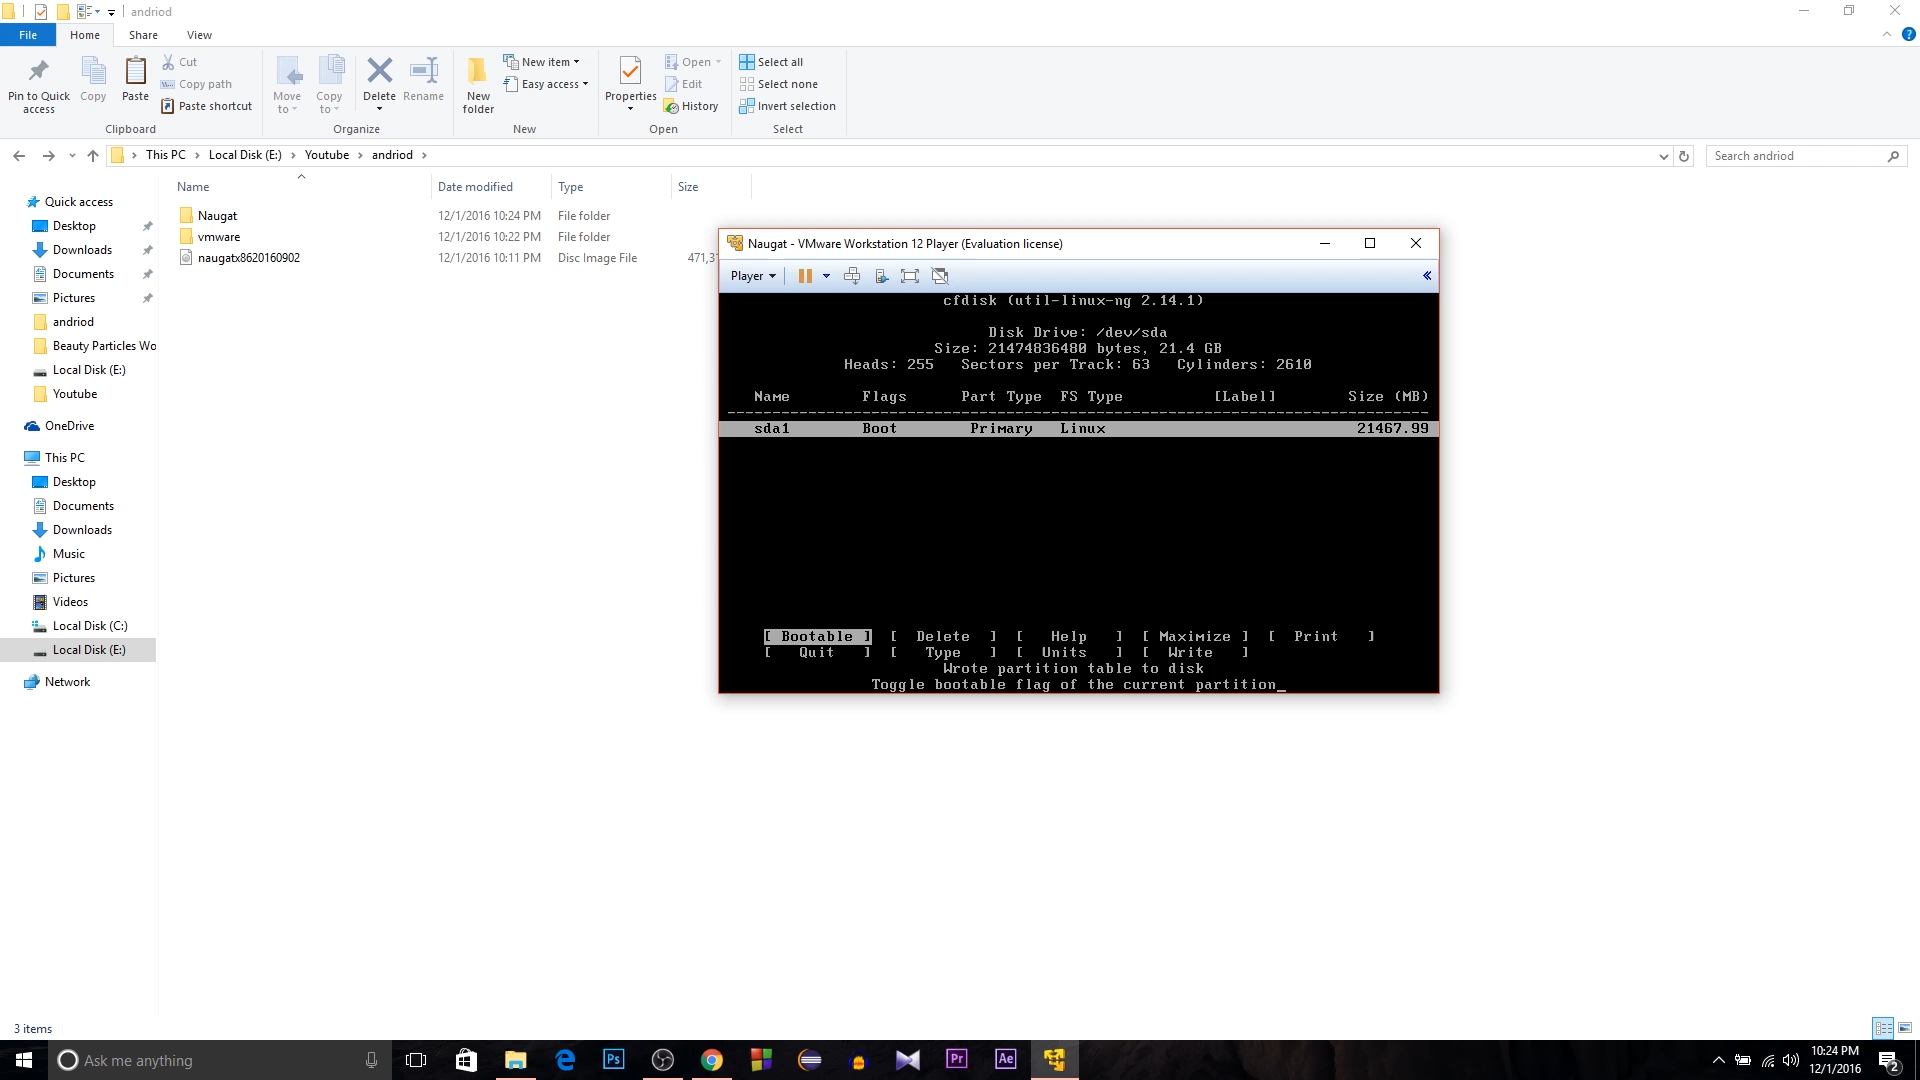 andriod
File Home Share View
Pin to Quick access
Copy
Paste
Cut
Copy path
Paste shortcut
Clipboard
Move to
Copy to
Delete
Rename
Organize
New folder
New item
Easy access
New
Properties
Open
Edit
History
Open
Select all
Select none
Invert selection
Select
This PC Local Disk (E:) Youtube andriod
Search andriod
Name Date modified Type Size
Naugat 12/1/2016 10:24 PM File folder
vmware 12/1/2016 10:22 PM File folder
naugatx8620160902 12/1/2016 10:11 PM Disc Image File
Quick access
Desktop
Downloads
Documents
Pictures
andriod
Beauty Particles Wo
Local Disk (E:)
Youtube
OneDrive
This PC
Desktop
Documents
Downloads
Music
Pictures
Videos
Local Disk (C:)
Local Disk (E:)
Network
3 items
Naugat - VMware Workstation 12 Player (Evaluation license)
Player
cfdisk (util-linux-ng 2.14.1)
Disk Drive: /dev/sda
Size: 21474836480 bytes, 21.4 GB
Heads: 255 Sectors per Track: 63 Cylinders: 2610
Name Flags Part Type FS Type [Label] Size (MB)
sda1 Boot Primary Linux 21467.99
[ Bootable ] [ Delete ] [ Help ] [ Maximize ] [ Print ]
[ Quit ] [ Type ] [ Units ] [ Write ]
Wrote partition table to disk
Toggle bootable flag of the current partition_
Ask me anything
Ps
Pr
Ae
10:24 PM
12/1/2016
2